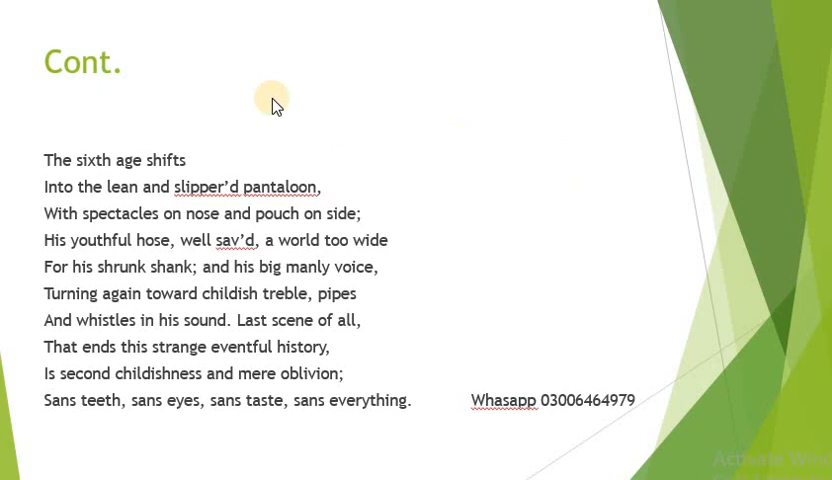 Cont.
The sixth age shifts
Into the lean and slipper’d pantaloon,
With spectacles on nose and pouch on side;
His youthful hose, well sav’d, a world too wide
For his shrunk shank; and his big manly voice,
Turning again toward childish treble, pipes
And whistles in his sound. Last scene of all,
That ends this strange eventful history,
Is second childishness and mere oblivion;
Sans teeth, sans eyes, sans taste, sans everything. Whasapp 03006464979
Activate